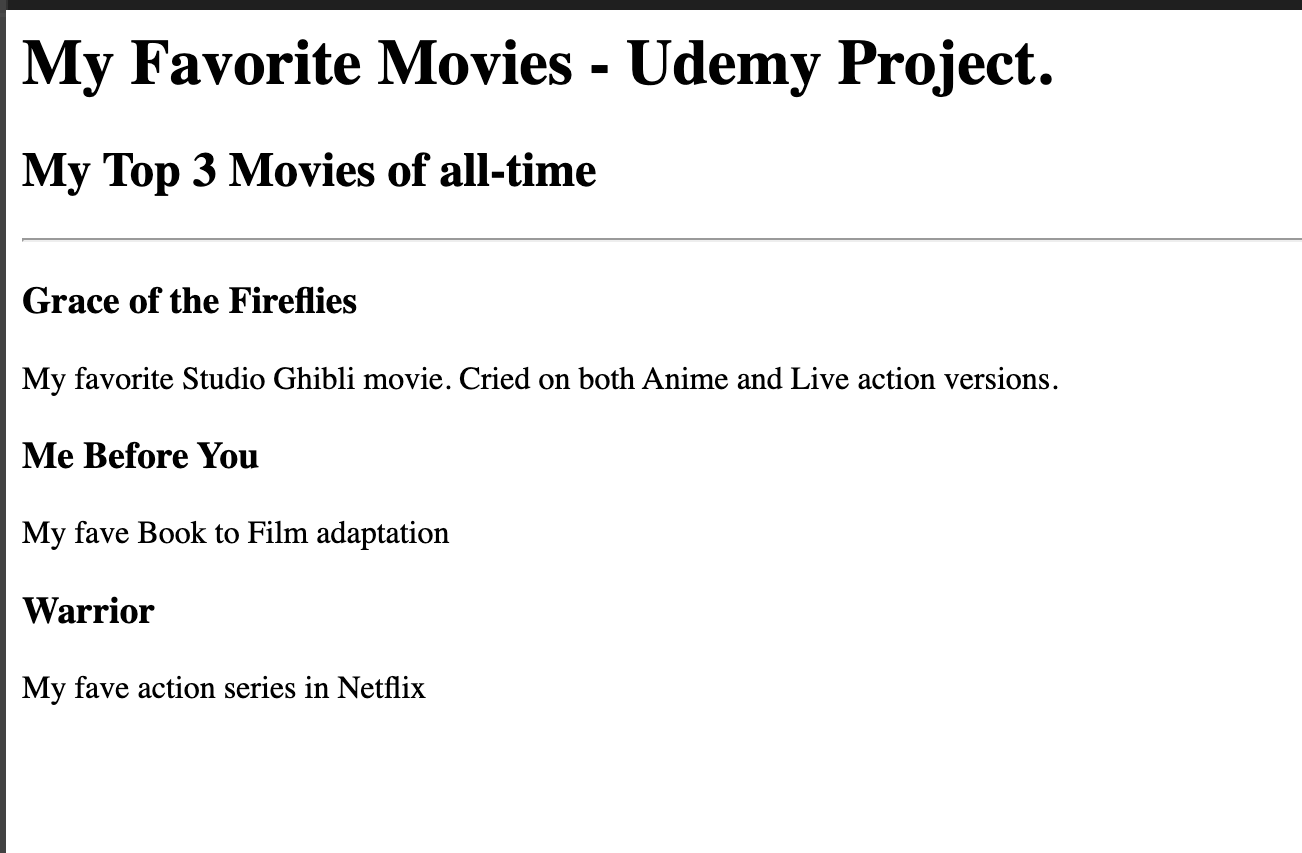 My Favorite Movies - Udemy Project.
My Top 3 Movies of all-time
Grace of the Fireflies
My favorite Studio Ghibli movie. Cried on both Anime and Live action versions.
Me Before You
My fave Book to Film adaptation
Warrior
My fave action series in Netflix